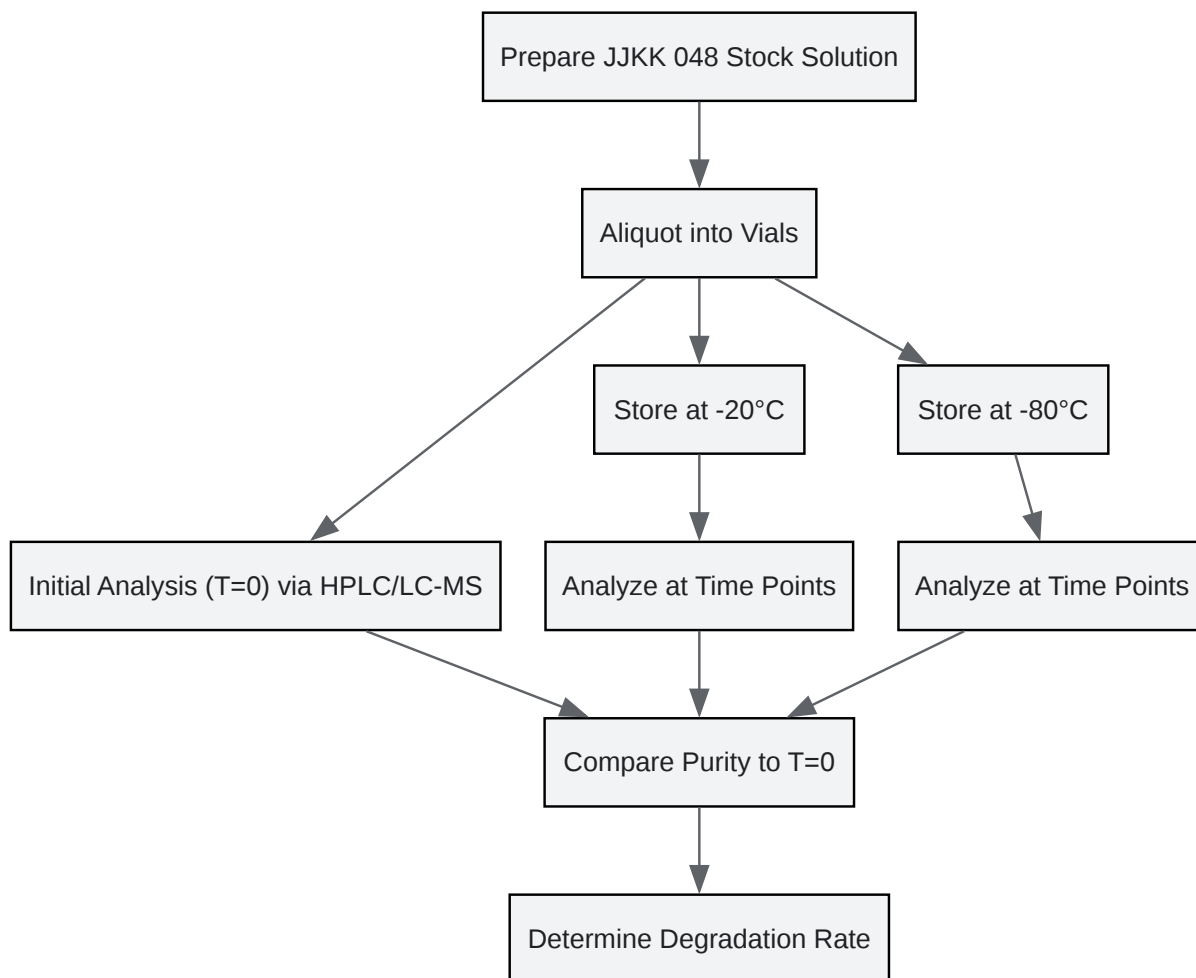 Prepare JJKK 048 Stock Solution
Aliquot into Vials
Store at -20°C
Store at -80°C
Initial Analysis (T=0) via HPLC/LC-MS
Analyze at Time Points
Analyze at Time Points
Compare Purity to T=0
Determine Degradation Rate